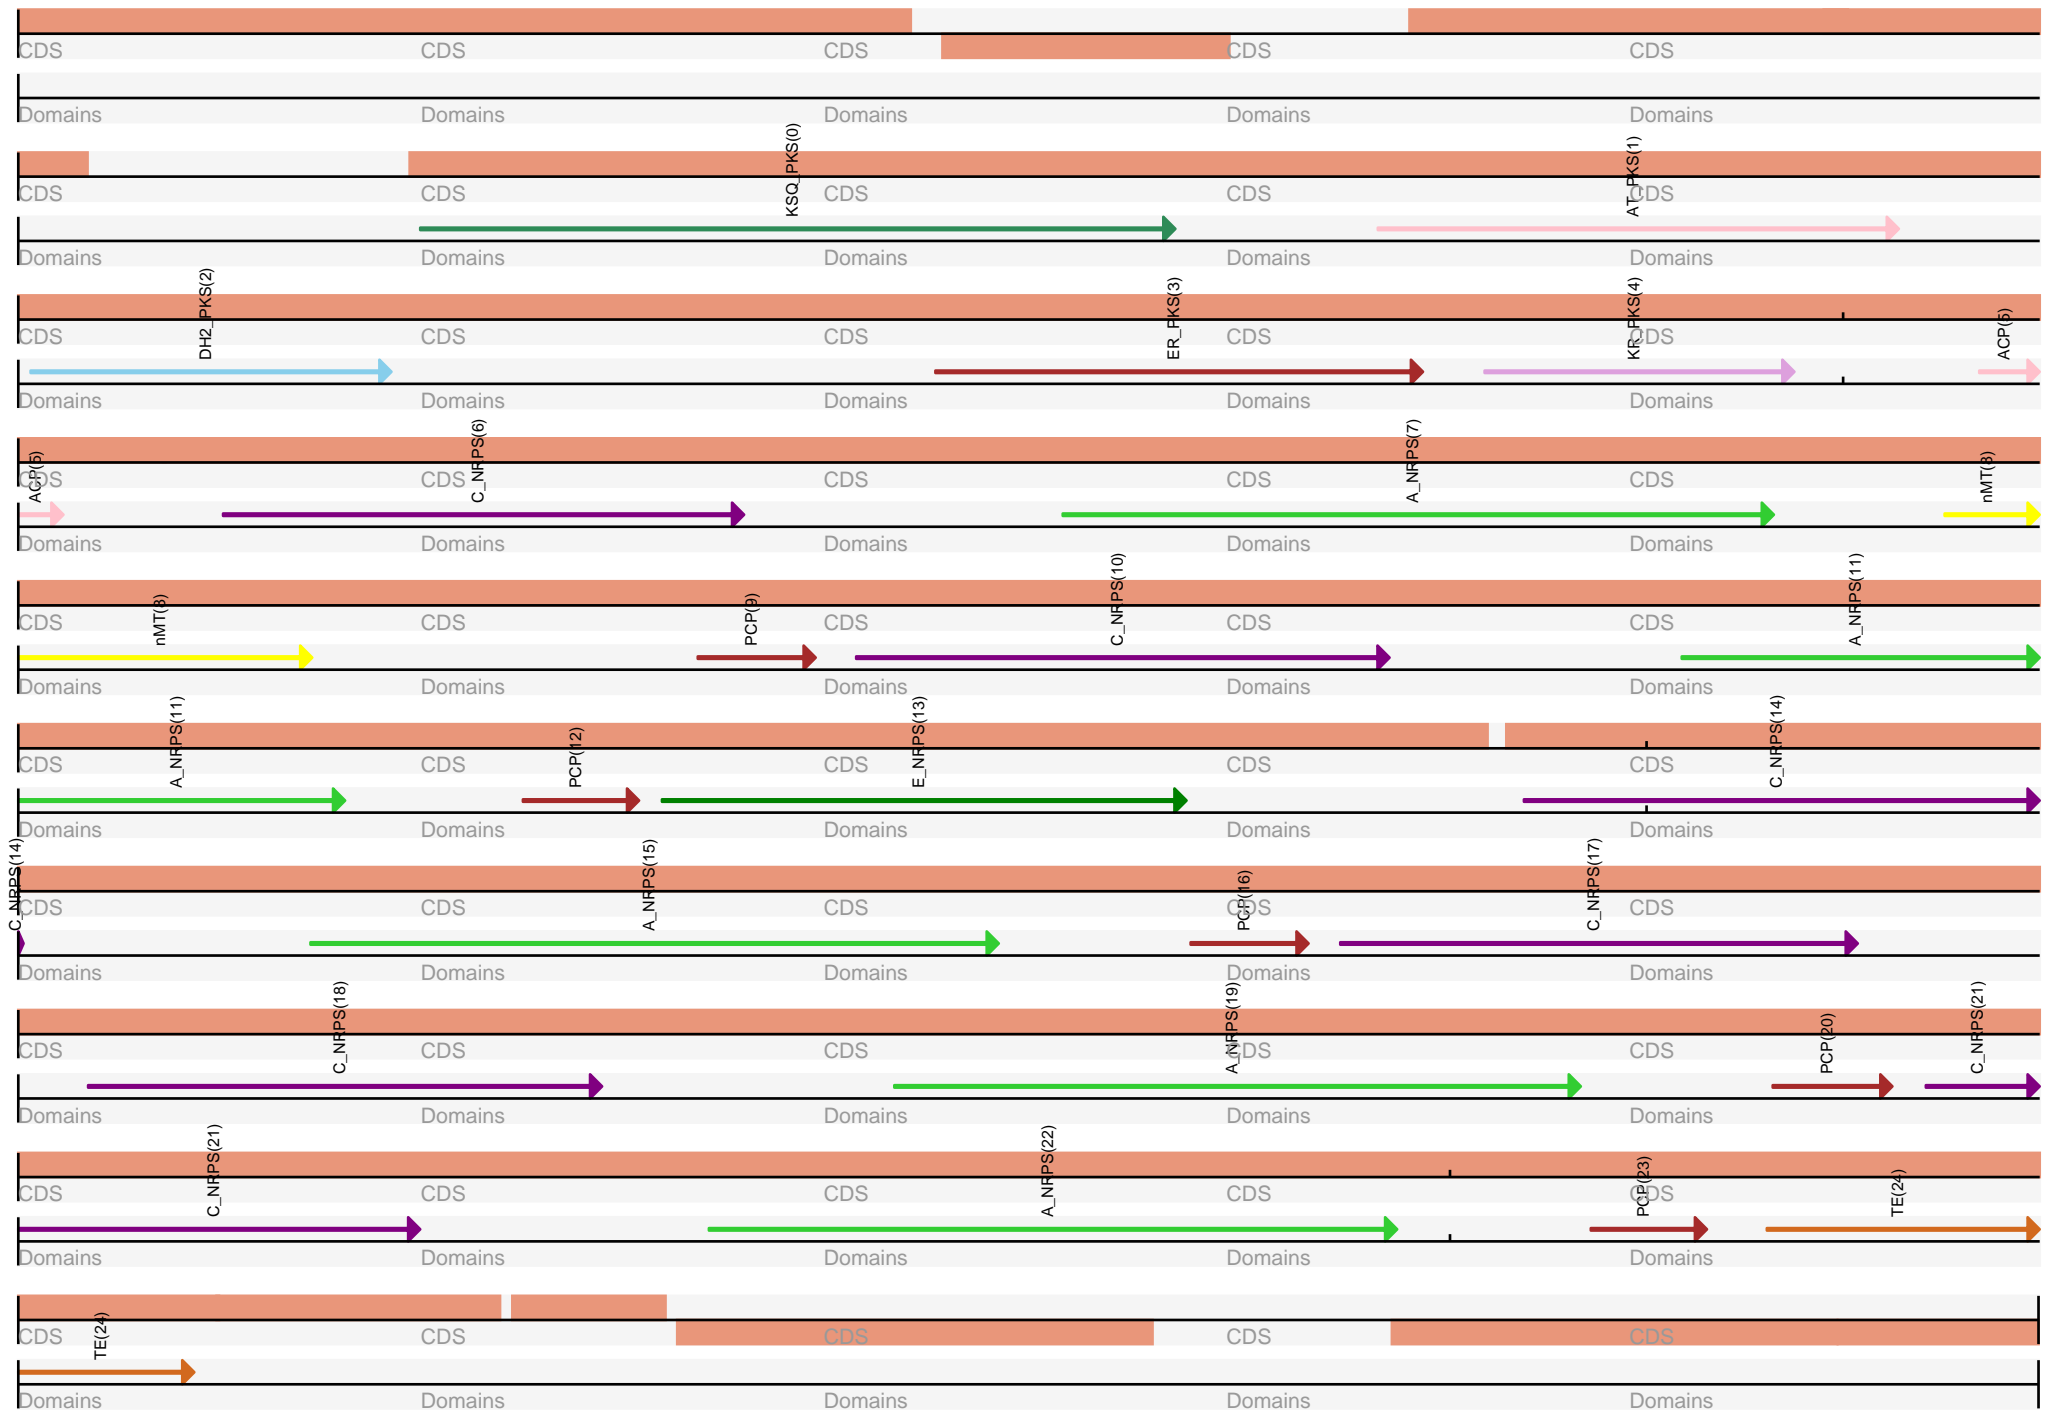 CDS CDS CDS CDS CDS
Domains Domains Domains Domains Domains
KSQ_PKS(0) AT_PKS(1)
CDS CDS CDS CDS CDS
Domains Domains Domains Domains Domains
DH2_PKS(2) ER_PKS(3) KR_PKS(4) ACP(5)
CDS CDS CDS CDS CDS
Domains Domains Domains Domains Domains
ACP(5) C_NRPS(6) A_NRPS(7) nMT(8)
CDS CDS CDS CDS CDS
Domains Domains Domains Domains Domains
nMT(8) PCP(9) C_NRPS(10) A_NRPS(11)
CDS CDS CDS CDS CDS
Domains Domains Domains Domains Domains
A_NRPS(11) PCP(12) E_NRPS(13) C_NRPS(14)
CDS CDS CDS CDS CDS
Domains Domains Domains Domains Domains
C_NRPS(14) A_NRPS(15) PCP(16) C_NRPS(17)
CDS CDS CDS CDS CDS
Domains Domains Domains Domains Domains
C_NRPS(18) A_NRPS(19) PCP(20) C_NRPS(21)
CDS CDS CDS CDS CDS
Domains Domains Domains Domains Domains
C_NRPS(21) A_NRPS(22) PCP(23) TE(24)
CDS CDS CDS CDS CDS
Domains Domains Domains Domains Domains
TE(24)
CDS CDS CDS CDS CDS
Domains Domains Domains Domains Domains